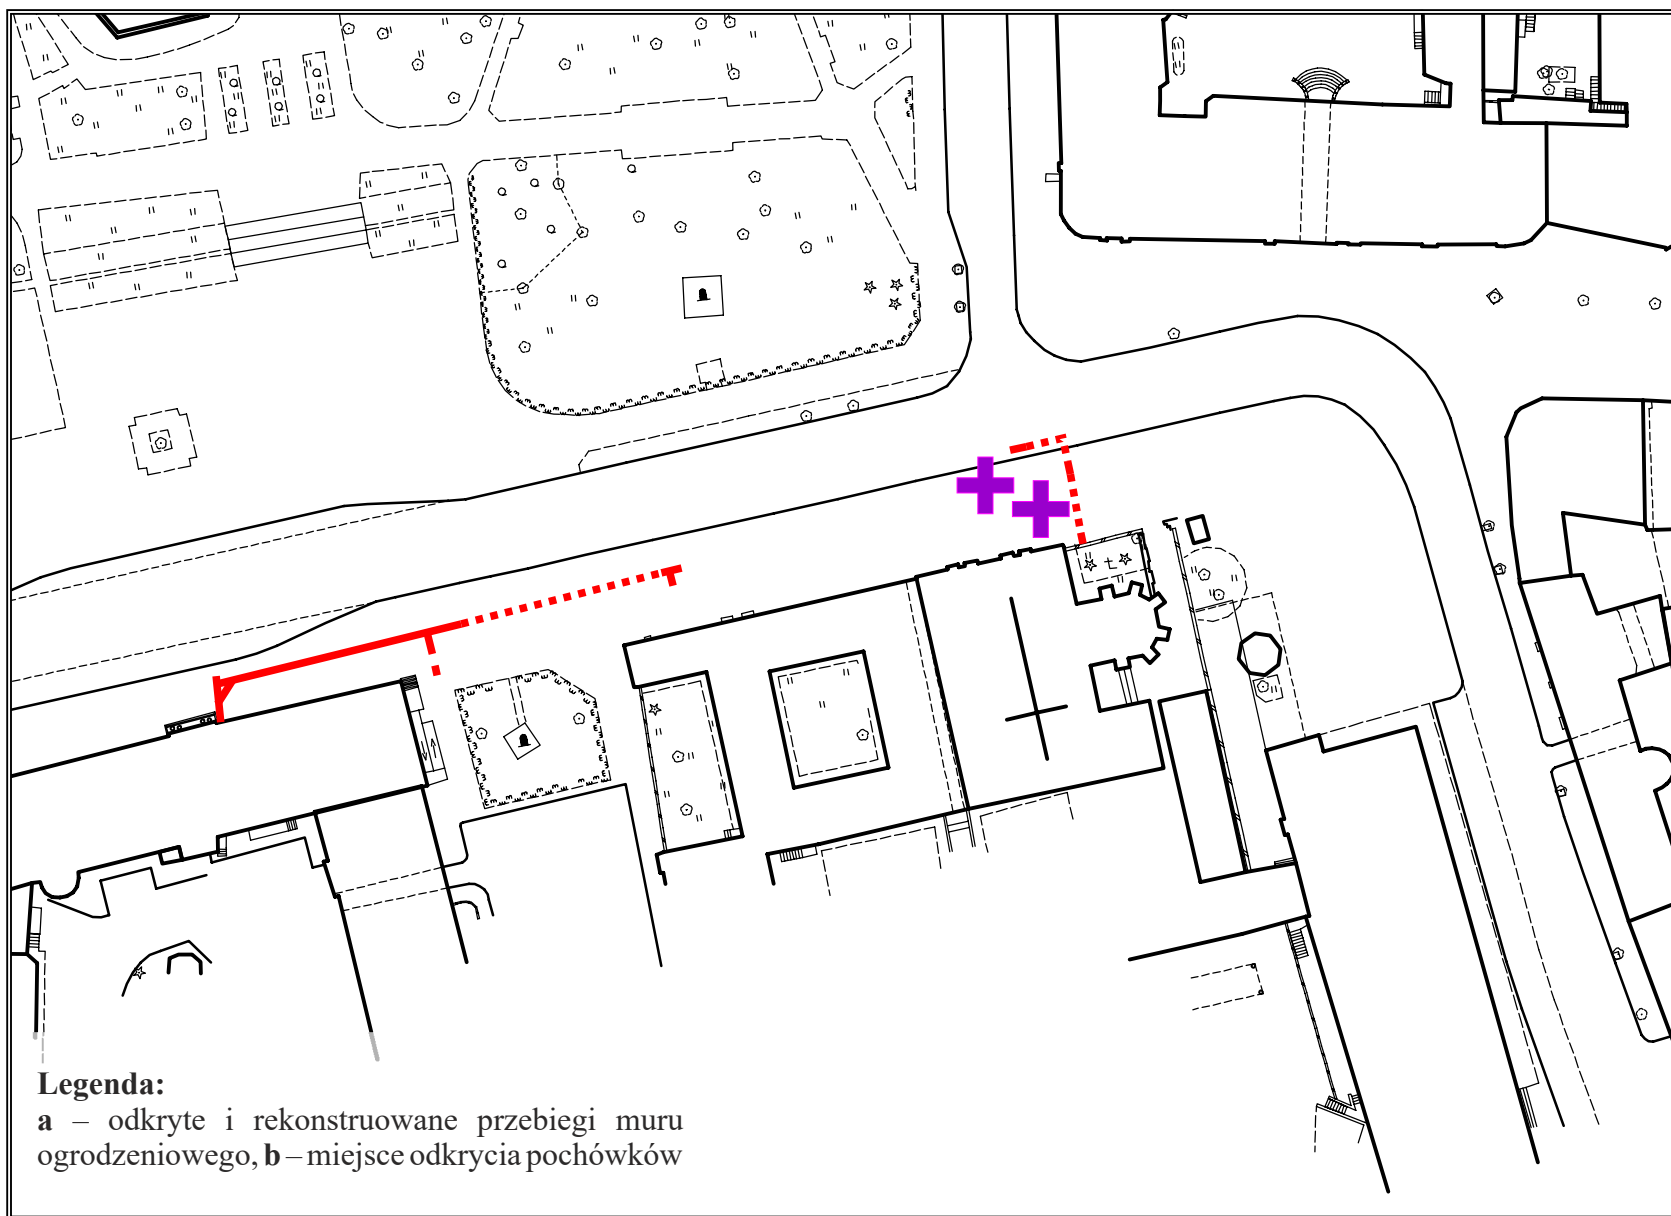 Legenda:
a – odkryte i rekonstruowane przebiegi muru
ogrodzeniowego, b – miejsce odkrycia pochówków